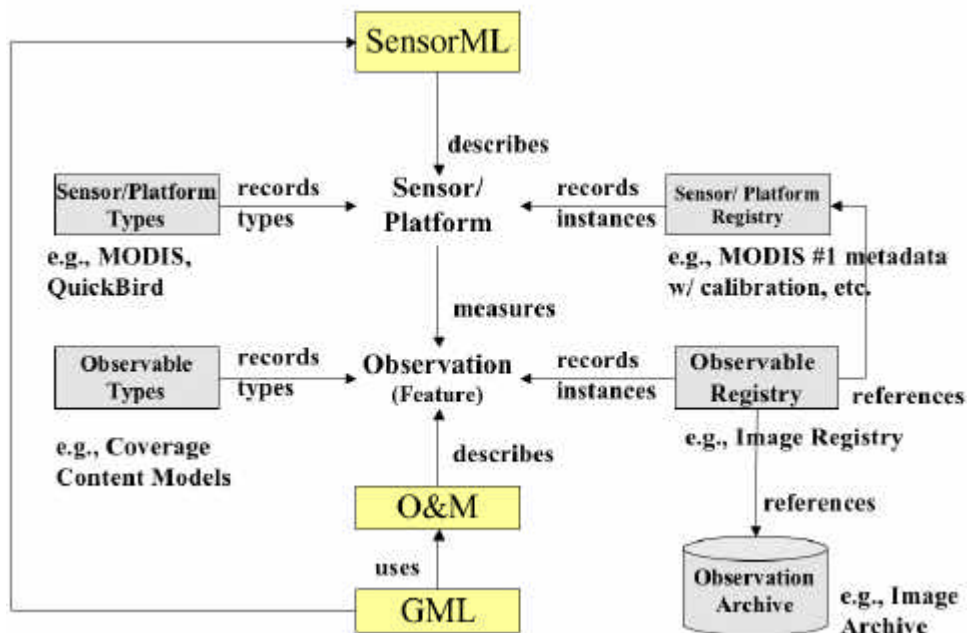 SensorML
describes
Sensor/Platform
Types
records
types
Sensor/
Platform
records
instances
Sensor/ Platform
Registry
e.g., MODIS,
QuickBird
e.g., MODIS #1 metadata
w/ calibration, etc.
measures
Observable
Types
records
types
Observation
(Feature)
records
instances
Observable
Registry
references
e.g., Coverage
Content Models
e.g., Image Registry
describes
O&M
references
uses
GML
Observation
Archive
e.g., Image
Archive